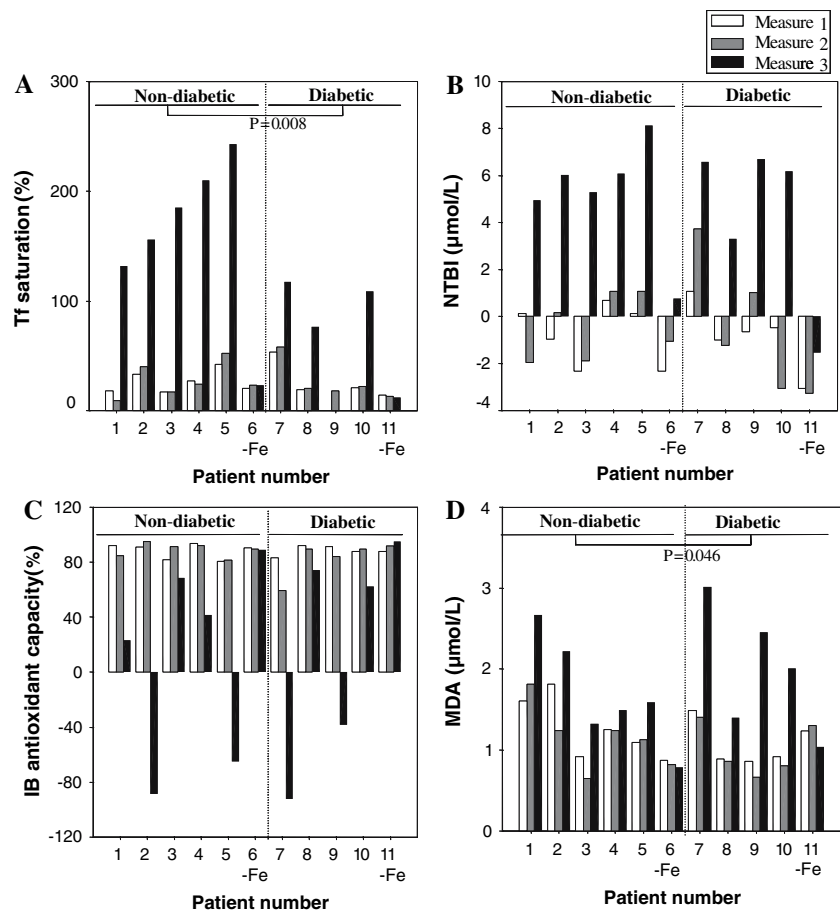 Measure 1
Measure 2
Measure 3
A
300
200
100
0
Tf saturation (%)
Non-diabetic
Diabetic
P=0.008
1 2 3 4 5 6 7 8 9 10 11
-Fe -Fe
Patient number
B
10
8
6
4
2
0
-2
-4
NTBI (µmol/L)
Non-diabetic
Diabetic
1 2 3 4 5 6 7 8 9 10 11
-Fe -Fe
Patient number
C
120
80
40
0
-40
-80
-120
IB antioxidant capacity(%)
Non-diabetic
Diabetic
1 2 3 4 5 6 7 8 9 10 11
-Fe -Fe
Patient number
D
4
3
2
1
0
MDA (µmol/L)
Non-diabetic
Diabetic
P=0.046
1 2 3 4 5 6 7 8 9 10 11
-Fe -Fe
Patient number